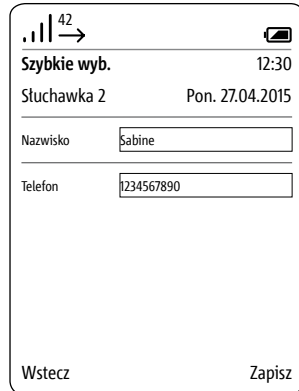 42
Szybkie wyb. 12:30
Słuchawka 2 Pon. 27.04.2015
Nazwisko Sabine
Telefon 1234567890
Wstecz Zapisz